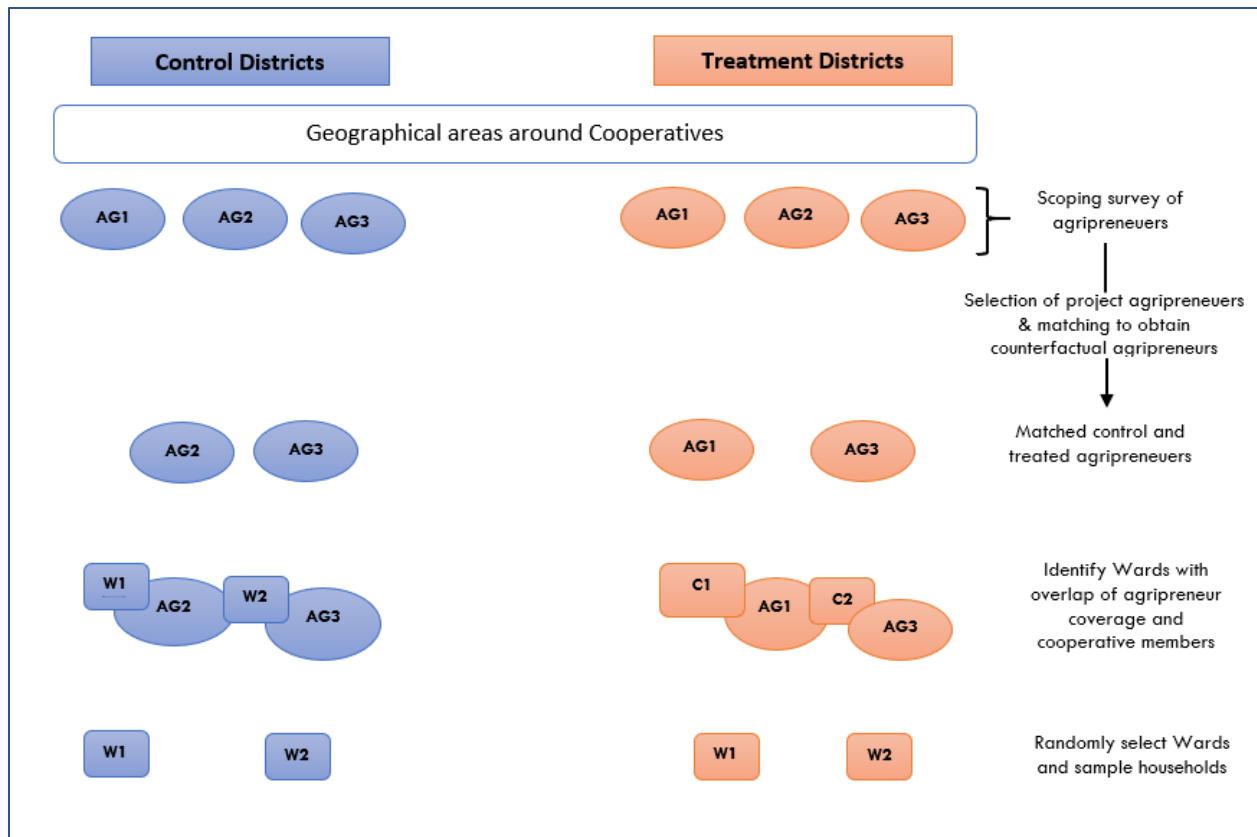 Control Districts
Treatment Districts
Geographical areas around Cooperatives
AG1
AG2
AG3
AG1
AG2
AG3
Scoping survey of
agripreneuers
Selection of project agripreneuers
& matching to obtain
counterfactual agripreneurs
AG2
AG3
AG1
AG3
Matched control and
treated agripreneuers
W1
AG2
W2
AG3
C1
AG1
C2
AG3
Identify Wards with
overlap of agripreneur
coverage and
cooperative members
W1
W2
W1
W2
Randomly select Wards
and sample households